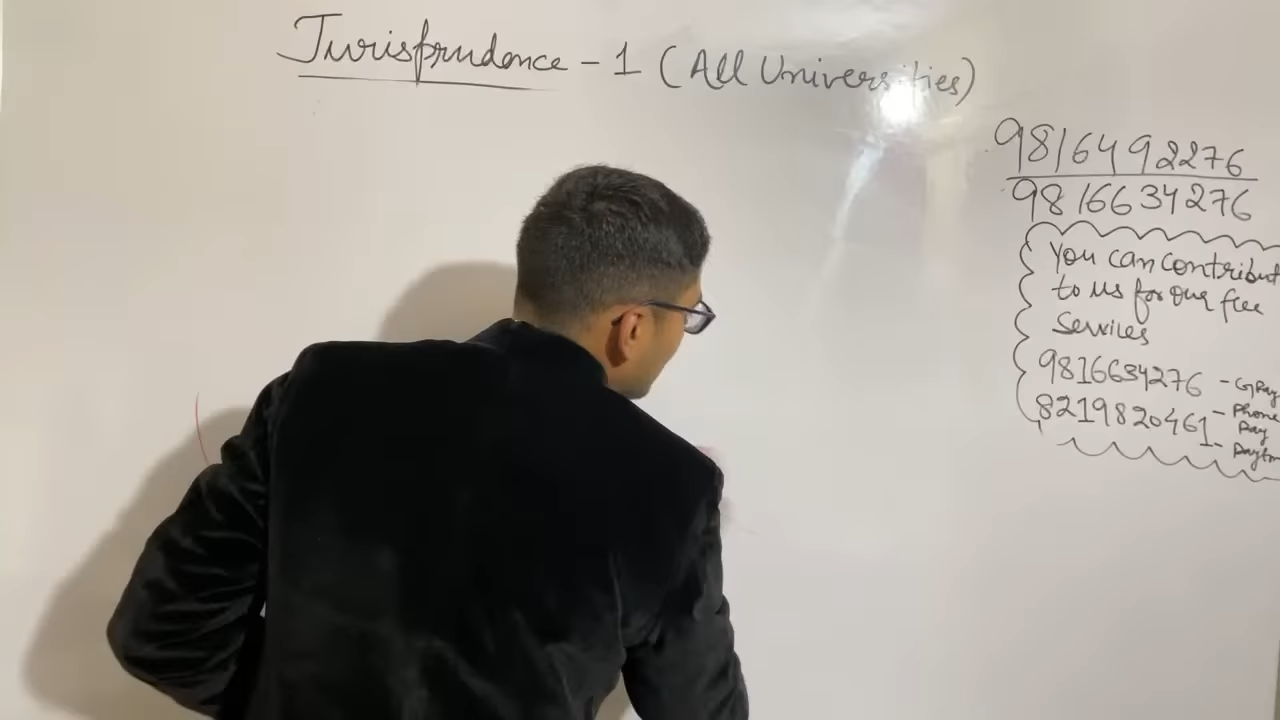 Jurisprudence - 1 (All Universities)
9816492276
9816634276
You can contribut
to us for our free
Services
9816634276 - GPay
8219820461 - Phone
Pay
- Paytm